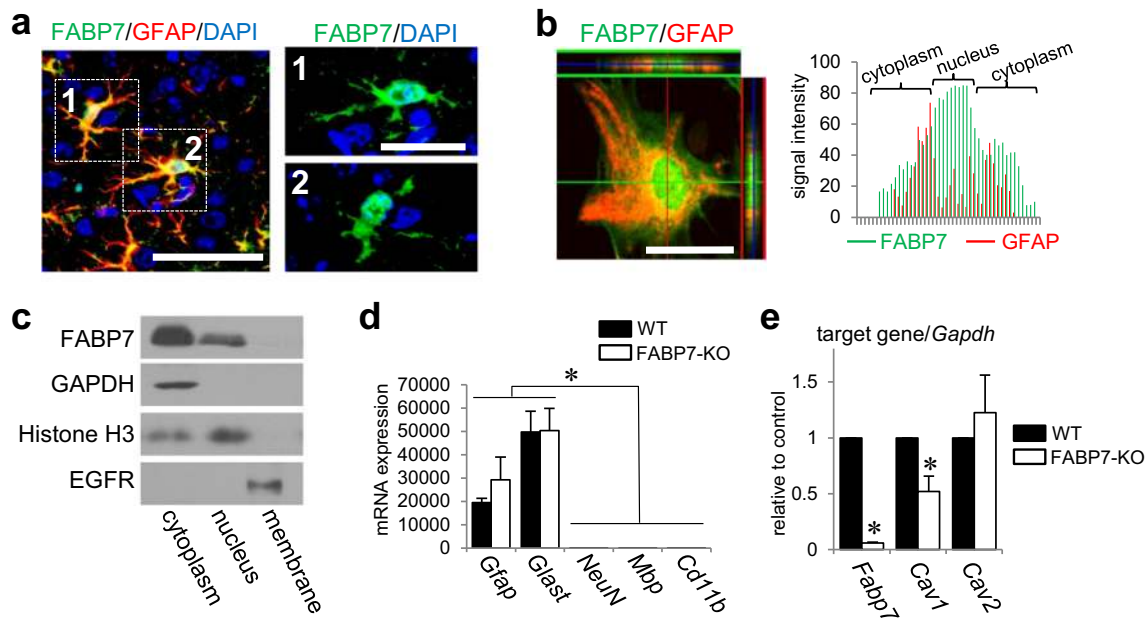 a
FABP7/GFAP/DAPI
FABP7/DAPI
1
2
1
2
b
FABP7/GFAP
cytoplasm
nucleus
cytoplasm
signal intensity
100
80
60
40
20
0
FABP7
GFAP
c
FABP7
GAPDH
Histone H3
EGFR
cytoplasm
nucleus
membrane
d
WT
FABP7-KO
*
mRNA expression
70000
60000
50000
40000
30000
20000
10000
0
Gfap
Glast
NeuN
Mbp
Cd11b
e
target gene/Gapdh
relative to control
1.5
1
0.5
0
*
*
WT
FABP7-KO
Fabp7
Cav1
Cav2